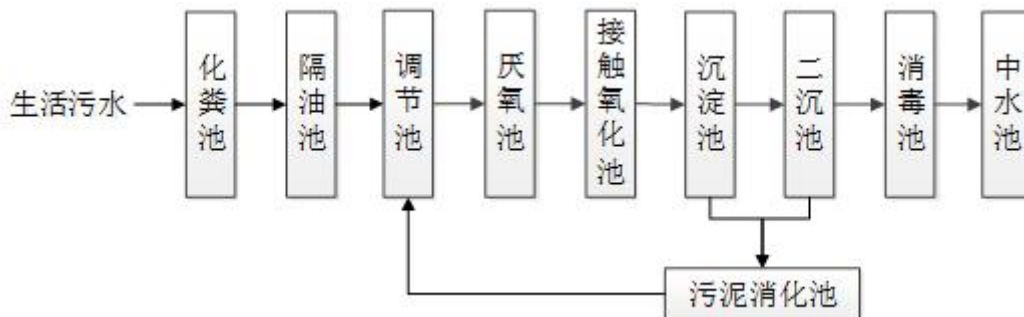 生活污水
化粪池
隔油池
调节池
厌氧池
接触氧化池
沉淀池
二沉池
消毒池
中水池
污泥消化池